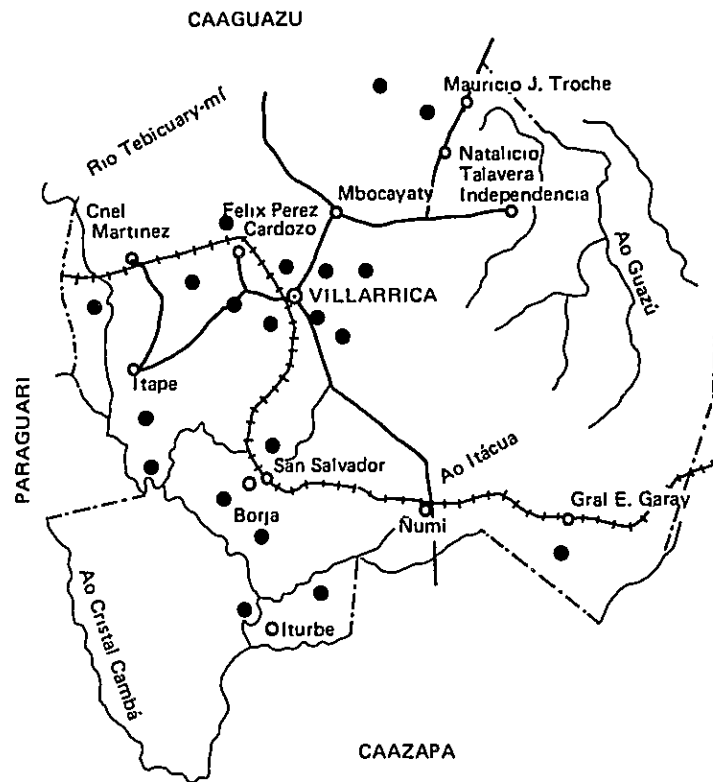 CAAGUAZU
Mauricio J. Troche
Rio Tebicuary-mí
Natalicio
Talavera
Independencia
Mbocayaty
Cnel
Martinez
Felix Perez
Cardozo
Ao Guazú
VILLARRICA
Itape
PARAGUARI
Ao Itácua
San Salvador
Borja
Gral E. Garay
Ñumi
Ao Cristal Cambá
Iturbe
CAAZAPA